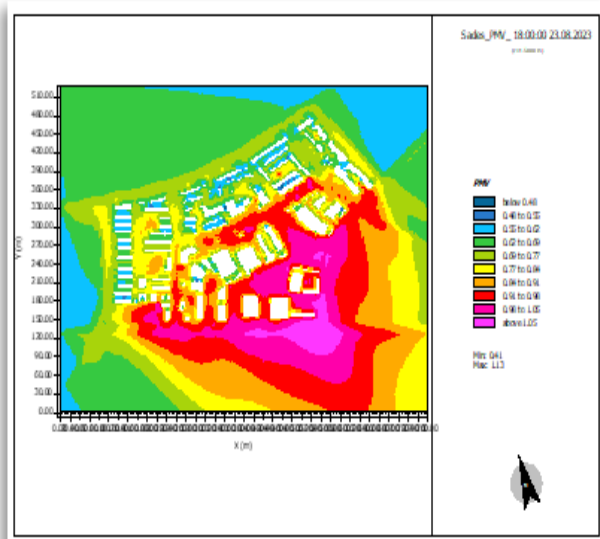 Sades_PMV_ 18:00:00 23.08.2023
PMV
below 0.48
0.48 to 0.55
0.55 to 0.62
0.62 to 0.69
0.69 to 0.77
0.77 to 0.84
0.84 to 0.91
0.91 to 0.98
0.98 to 1.05
above 1.05
Min: 0.41
Max: 1.13
510.00
480.00
450.00
420.00
390.00
360.00
330.00
300.00
270.00
240.00
210.00
180.00
150.00
120.00
90.00
60.00
30.00
0.00
Y (m)
X (m)